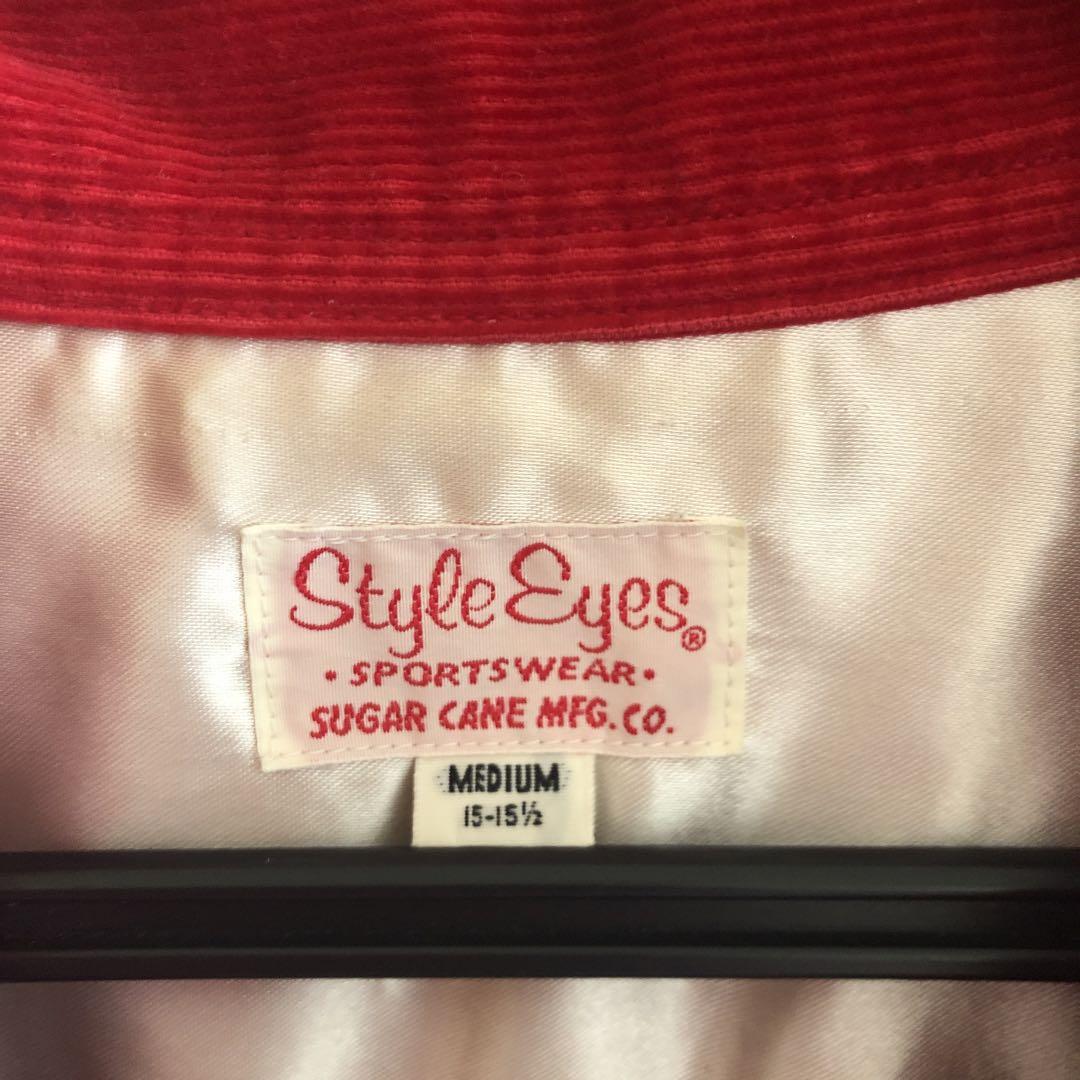 Style Eyes®
• SPORTSWEAR •
SUGAR CANE MFG. CO.
MEDIUM
15-15½